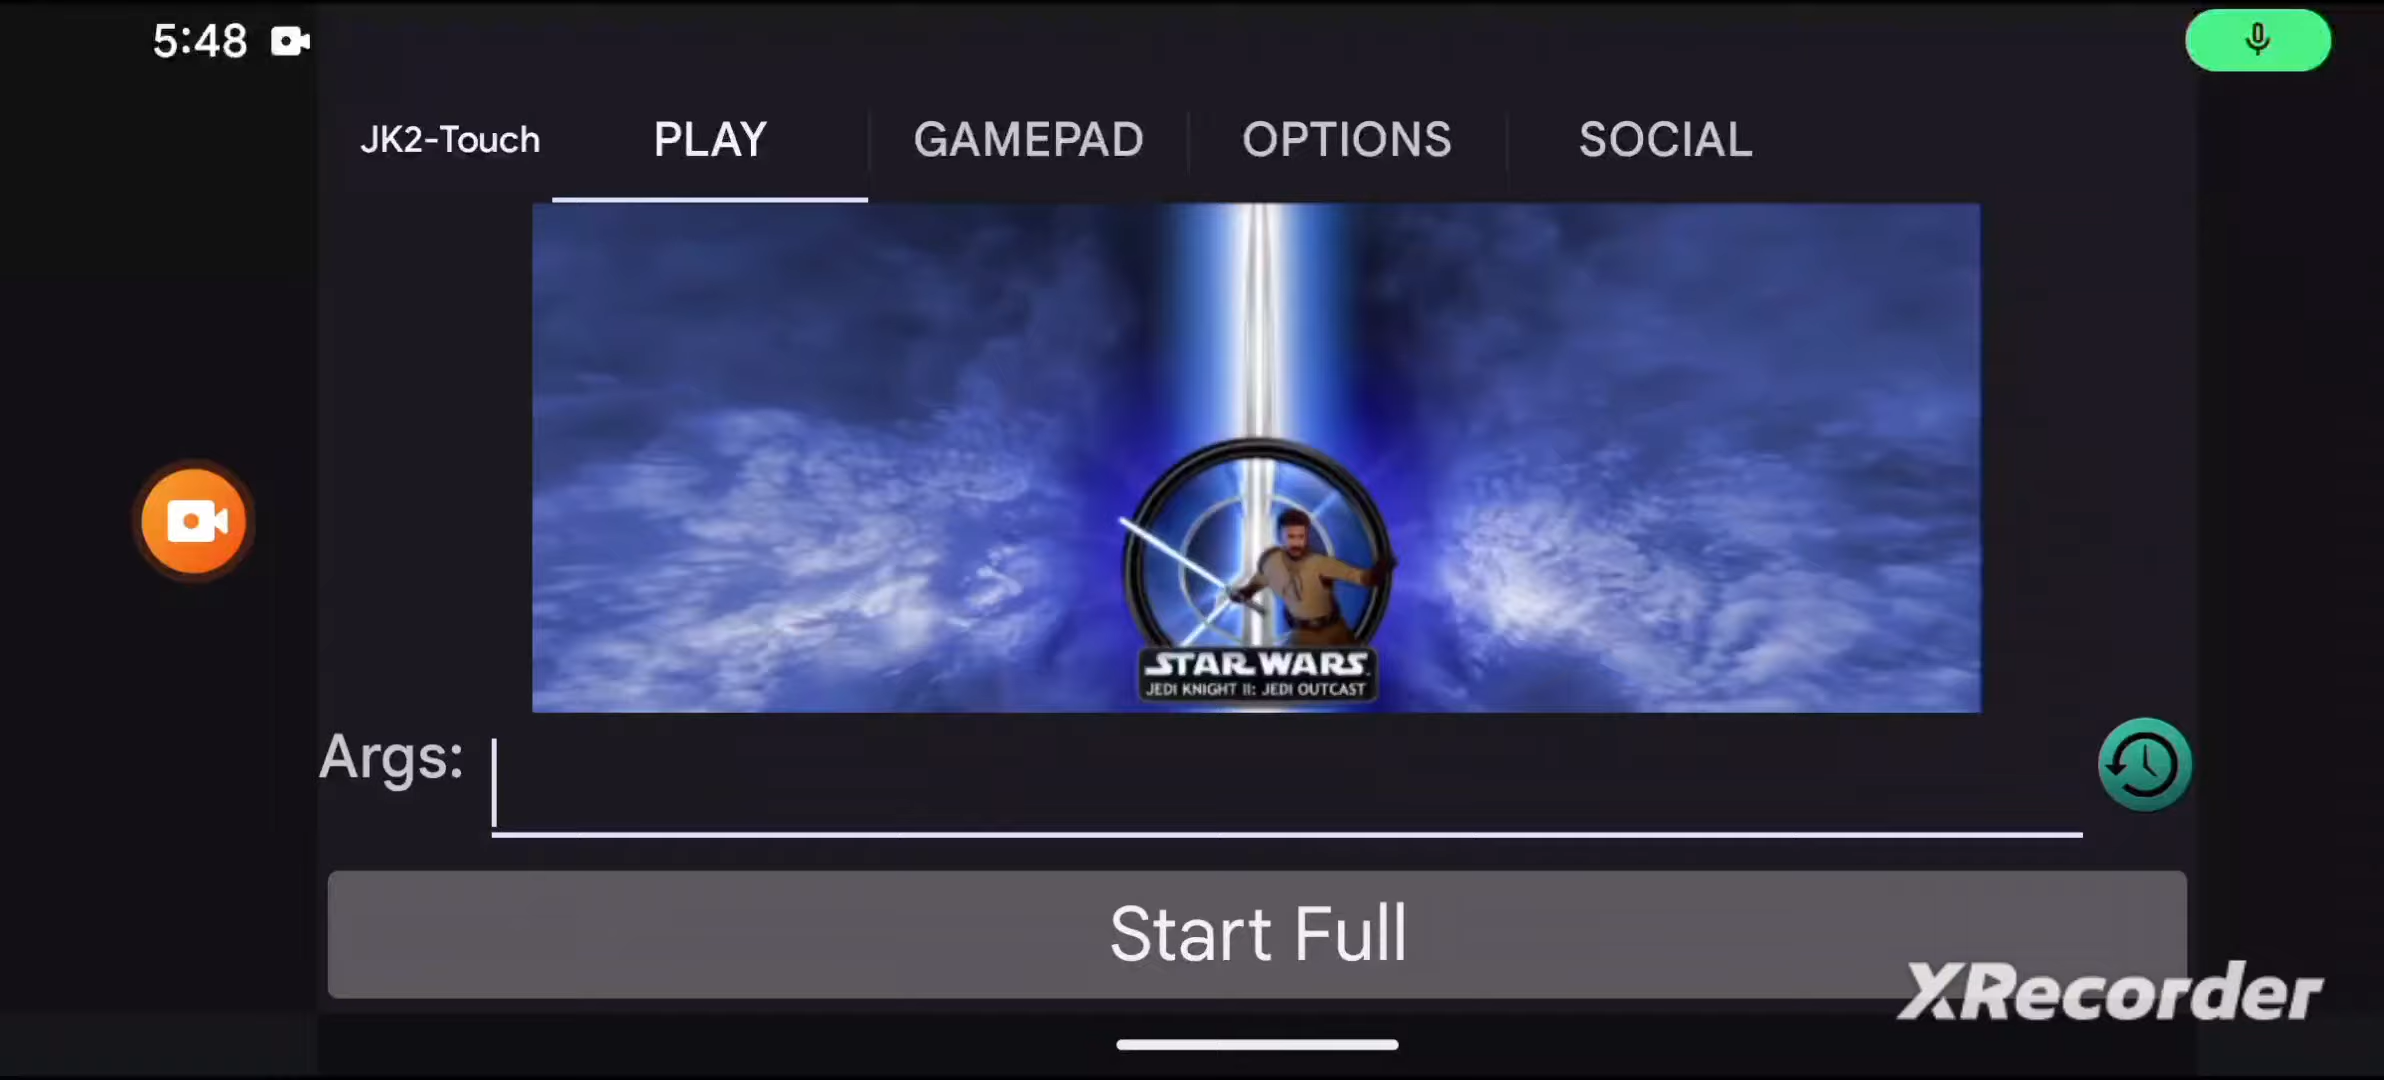 5:48
JK2-Touch PLAY GAMEPAD OPTIONS SOCIAL
STAR WARS
JEDI KNIGHT II: JEDI OUTCAST
Args:
Start Full
XRecorder